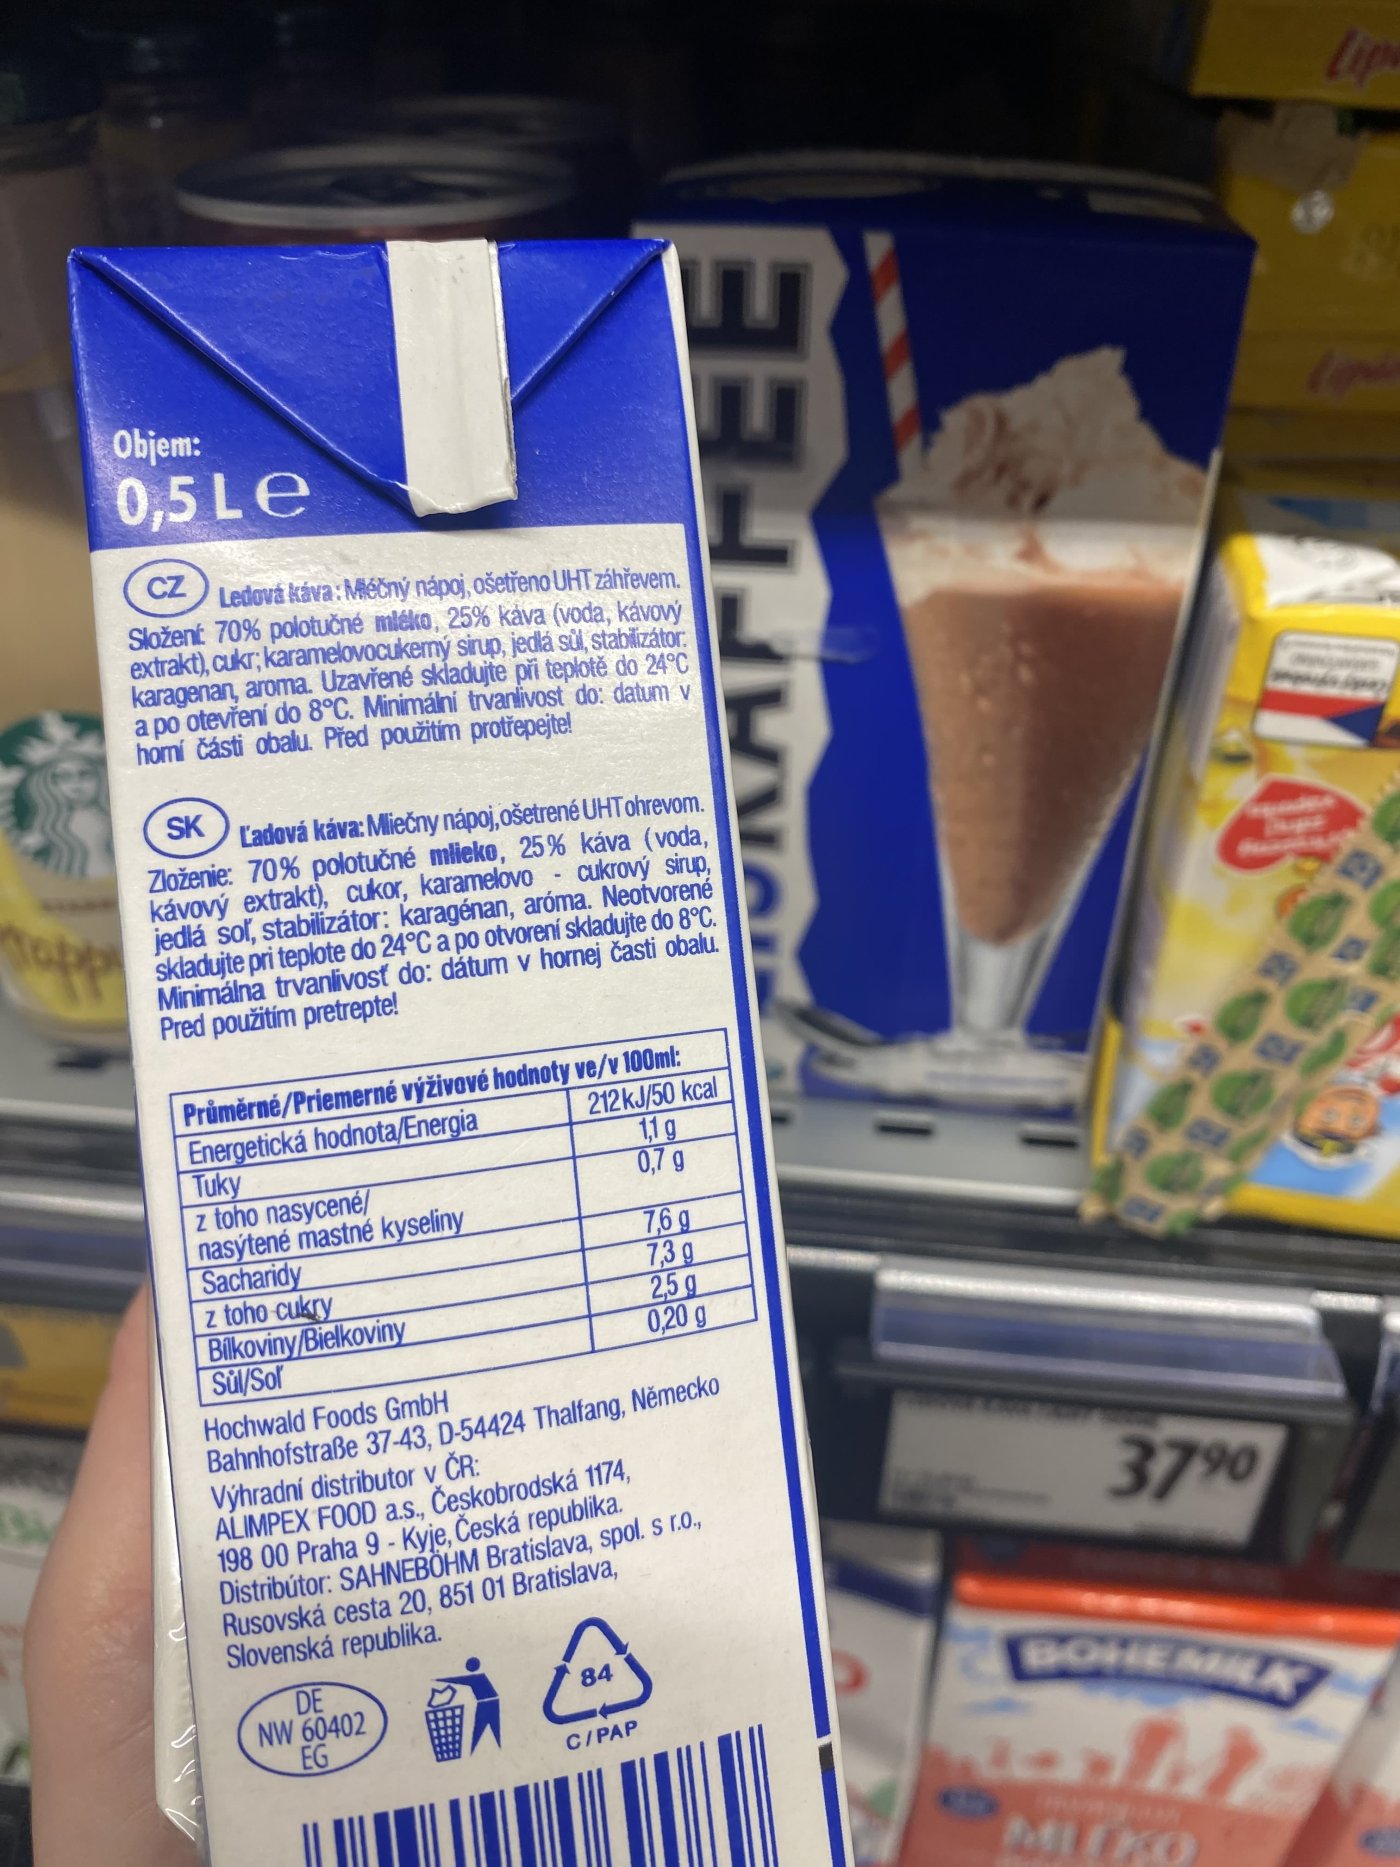 Objem:
0,5 L e
CZ Ledová káva: Mléčný nápoj, ošetřeno UHT záhřevem.
Složení: 70% polotučné mléko, 25% káva (voda, kávový
extrakt), cukr, karamelovocukerný sirup, jedlá sůl, stabilizátor:
karagenan, aroma. Uzavřené skladujte při teplotě do 24°C
a po otevření do 8°C. Minimální trvanlivost do: datum v
horní části obalu. Před použitím protřepejte!
SK Ľadová káva: Mliečny nápoj, ošetrené UHT ohrevom.
Zloženie: 70% polotučné mlieko, 25% káva (voda,
kávový extrakt), cukor, karamelovo - cukrový sirup,
jedlá soľ, stabilizátor: karagénan, aróma. Neotvorené
skladujte pri teplote do 24°C a po otvorení skladujte do 8°C.
Minimálna trvanlivosť do: dátum v hornej časti obalu.
Pred použitím pretrepte!
Průměrné/Priemerné výživové hodnoty ve/v 100ml:
Energetická hodnota/Energia 212kJ/50 kcal
Tuky 1,1 g
z toho nasycené/ 0,7 g
nasýtené mastné kyseliny
Sacharidy 7,6 g
z toho cukry 7,3 g
Bílkoviny/Bielkoviny 2,5 g
Sůl/Soľ 0,20 g
Hochwald Foods GmbH
Bahnhofstraße 37-43, D-54424 Thalfang, Německo
Výhradní distributor v ČR:
ALIMPEX FOOD a.s., Českobrodská 1174,
198 00 Praha 9 - Kyje, Česká republika.
Distribútor: SAHNEBÖHM Bratislava, spol. s r.o.,
Rusovská cesta 20, 851 01 Bratislava,
Slovenská republika.
DE
NW 60402
EG
84
C/PAP
EISKAFFEE
37 90
BOHEMILK
MLÉKO